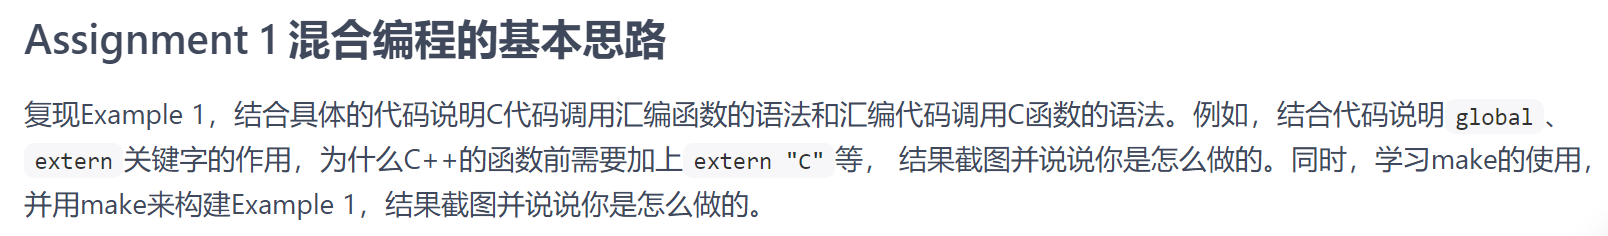 Assignment 1 混合编程的基本思路
复现Example 1，结合具体的代码说明C代码调用汇编函数的语法和汇编代码调用C函数的语法。例如，结合代码说明 global 、
extern 关键字的作用，为什么C++的函数前需要加上 extern "C" 等， 结果截图并说说你是怎么做的。同时，学习make的使用，
并用make来构建Example 1，结果截图并说说你是怎么做的。